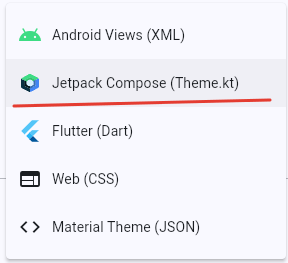 Android Views (XML)
Jetpack Compose (Theme.kt)
Flutter (Dart)
Web (CSS)
Material Theme (JSON)